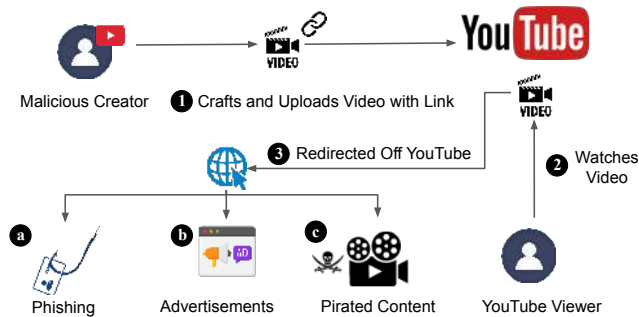 YouTube
VIDEO
Malicious Creator
1 Crafts and Uploads Video with Link
VIDEO
3 Redirected Off YouTube
2 Watches
Video
a
b
AD
c
Phishing
Advertisements
Pirated Content
YouTube Viewer